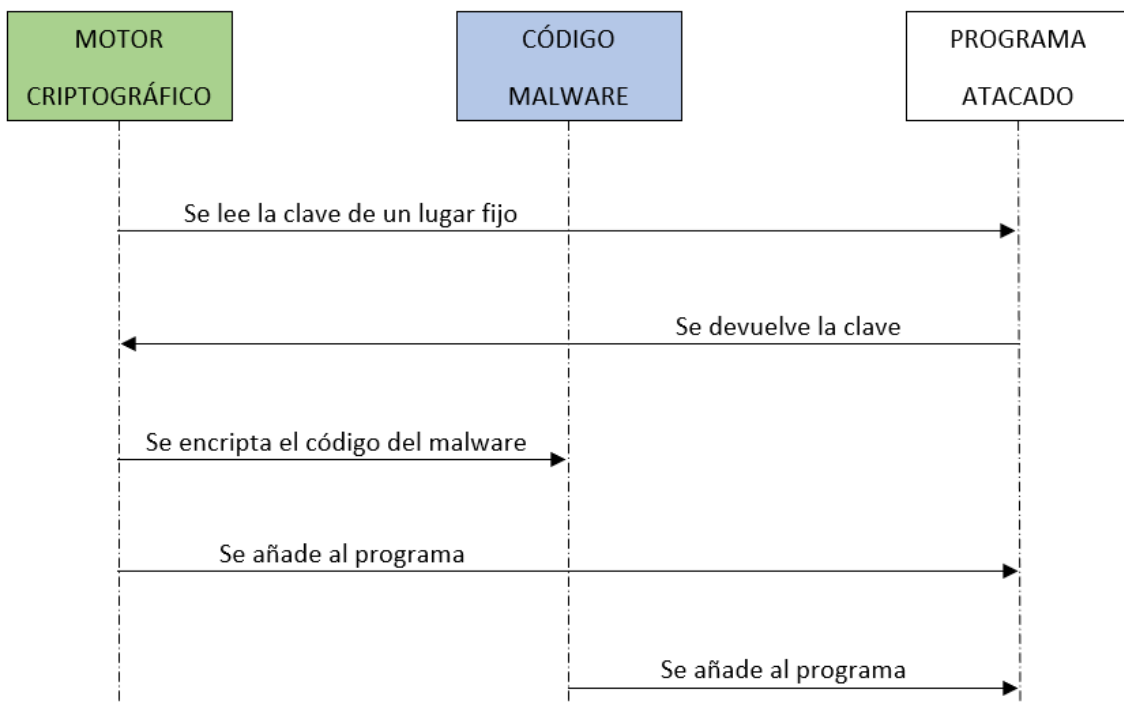 MOTOR
CRIPTOGRÁFICO
CÓDIGO
MALWARE
PROGRAMA
ATACADO
Se lee la clave de un lugar fijo
Se devuelve la clave
Se encripta el código del malware
Se añade al programa
Se añade al programa